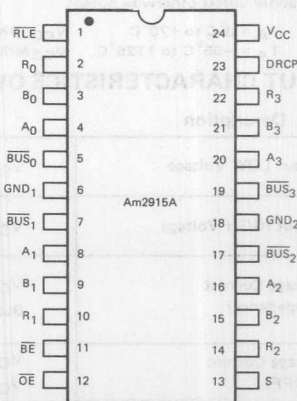 RLE 1 24 VCC
R0 2 23 DRCP
B0 3 22 R3
A0 4 21 B3
BUS0 5 20 A3
GND1 6 19 BUS3
Am2915A
BUS1 7 18 GND2
A1 8 17 BUS2
B1 9 16 A2
R1 10 15 B2
BE 11 14 R2
OE 12 13 S